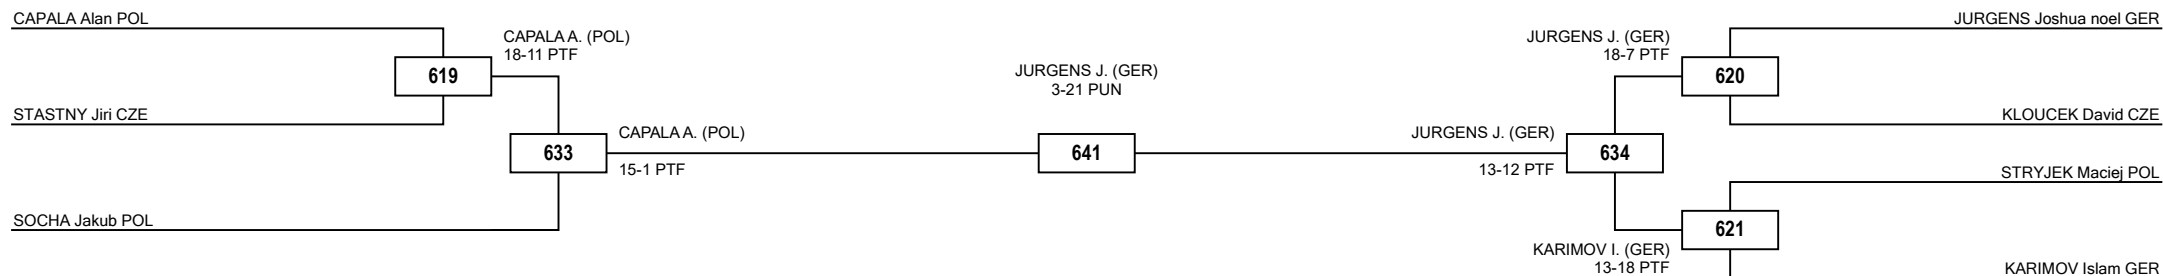 CAPALA Alan POL
JURGENS Joshua noel GER
CAPALA A. (POL)
18-11 PTF
JURGENS J. (GER)
18-7 PTF
619
JURGENS J. (GER)
3-21 PUN
620
STASTNY Jiri CZE
KLOUCEK David CZE
CAPALA A. (POL)
JURGENS J. (GER)
633
641
634
15-1 PTF
13-12 PTF
STRYJEK Maciej POL
SOCHA Jakub POL
621
KARIMOV I. (GER)
13-18 PTF
KARIMOV Islam GER